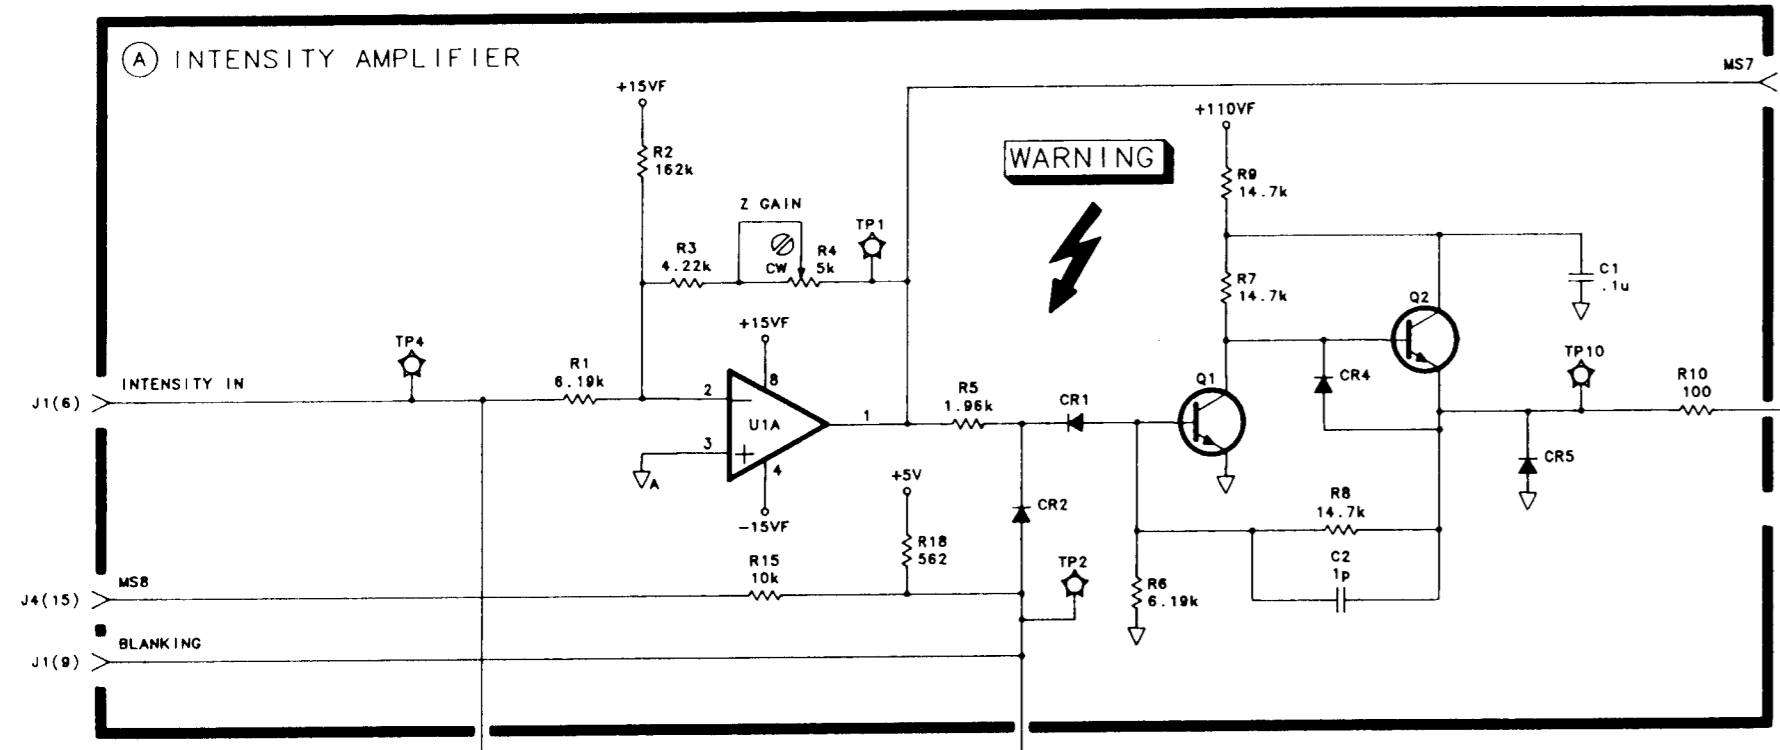 A INTENSITY AMPLIFIER
MS7
+15VF
+110VF
R2
162k
WARNING
R9
14.7k
Z GAIN
TP1
R3
4.22k
CW
R4
5k
R7
14.7k
C1
.1u
Q2
+15VF
TP4
TP10
INTENSITY IN
J1(6)
R1
6.19k
2
8
U1A
1
3
4
A
-15VF
R5
1.96k
CR1
Q1
CR4
R10
100
CR5
+5V
CR2
R8
14.7k
R18
562
C2
1p
MS8
J4(15)
R15
10k
TP2
R6
6.19k
BLANKING
J1(9)